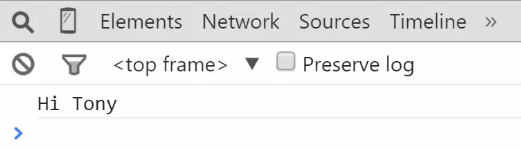 Elements Network Sources Timeline »
<top frame> ▼ Preserve log
Hi Tony
>